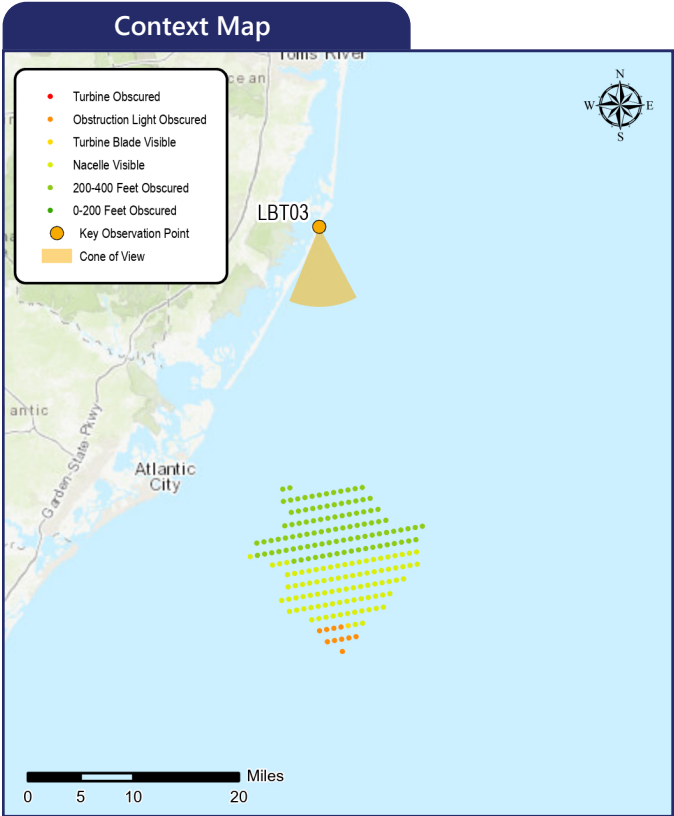 Context Map
Toms River
cean
Turbine Obscured
Obstruction Light Obscured
Turbine Blade Visible
Nacelle Visible
200-400 Feet Obscured
0-200 Feet Obscured
Key Observation Point
Cone of View
N
W E
S
LBT03
antic
Garden-State-Pkwy
Atlantic
City
Miles
0 5 10 20